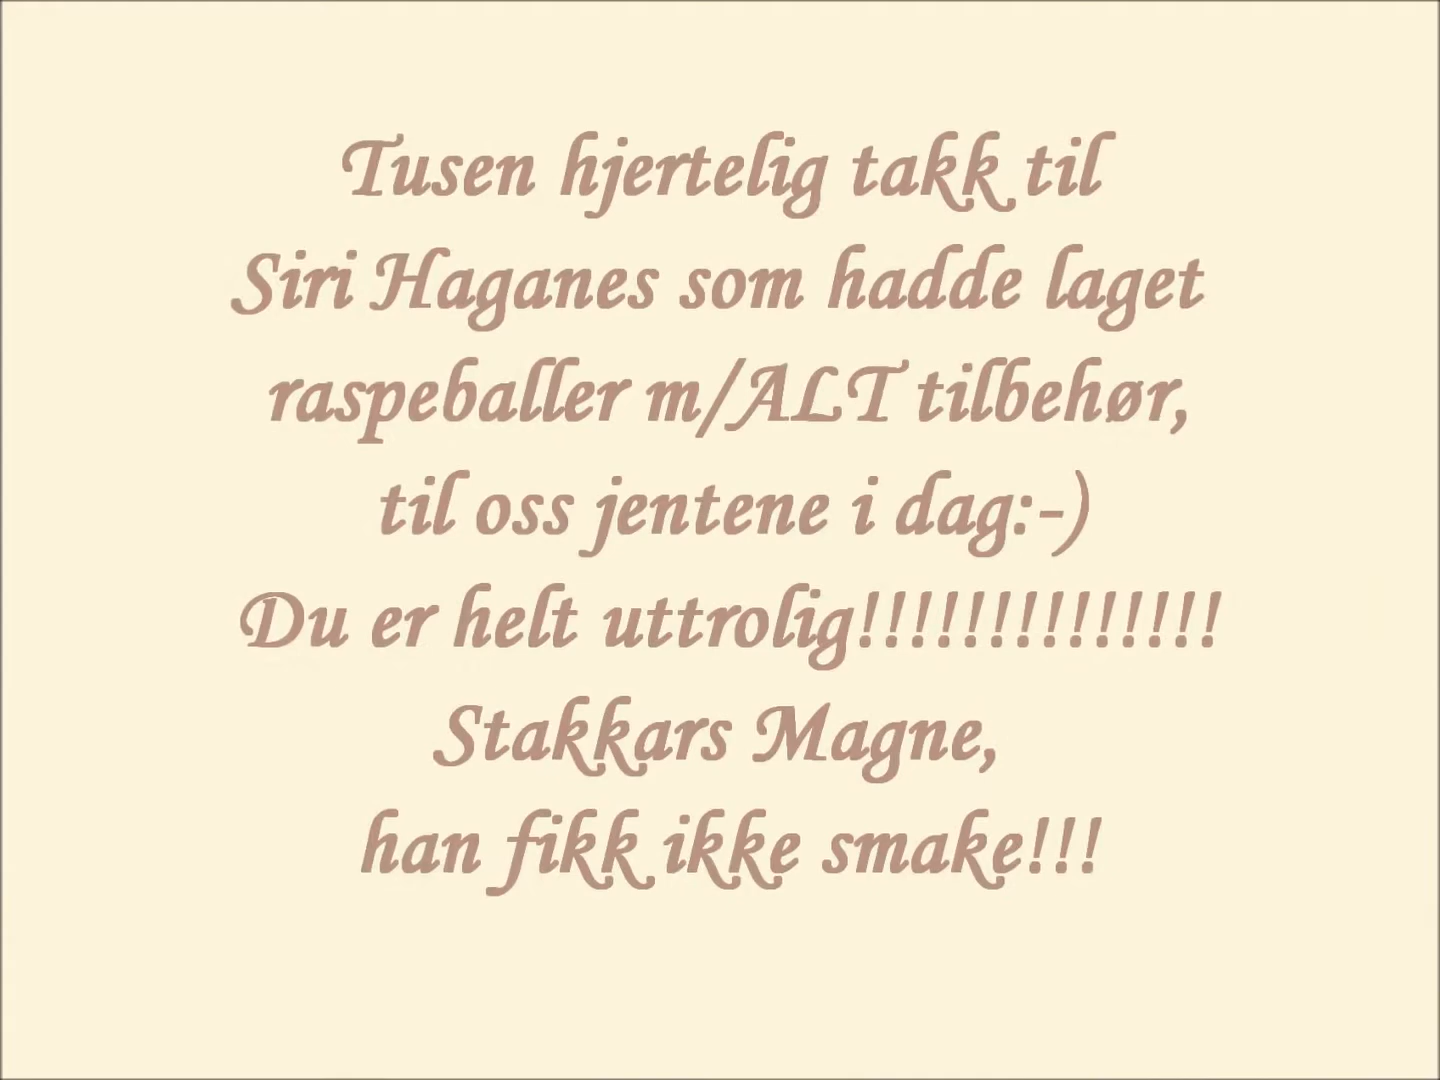 Tusen hjertelig takk til
Siri Haganes som hadde laget
raspeballer m/ALT tilbehør,
til oss jentene i dag:-)
Du er helt uttrolig!!!!!!!!!!!!!!
Stakkars Magne,
han fikk ikke smake!!!